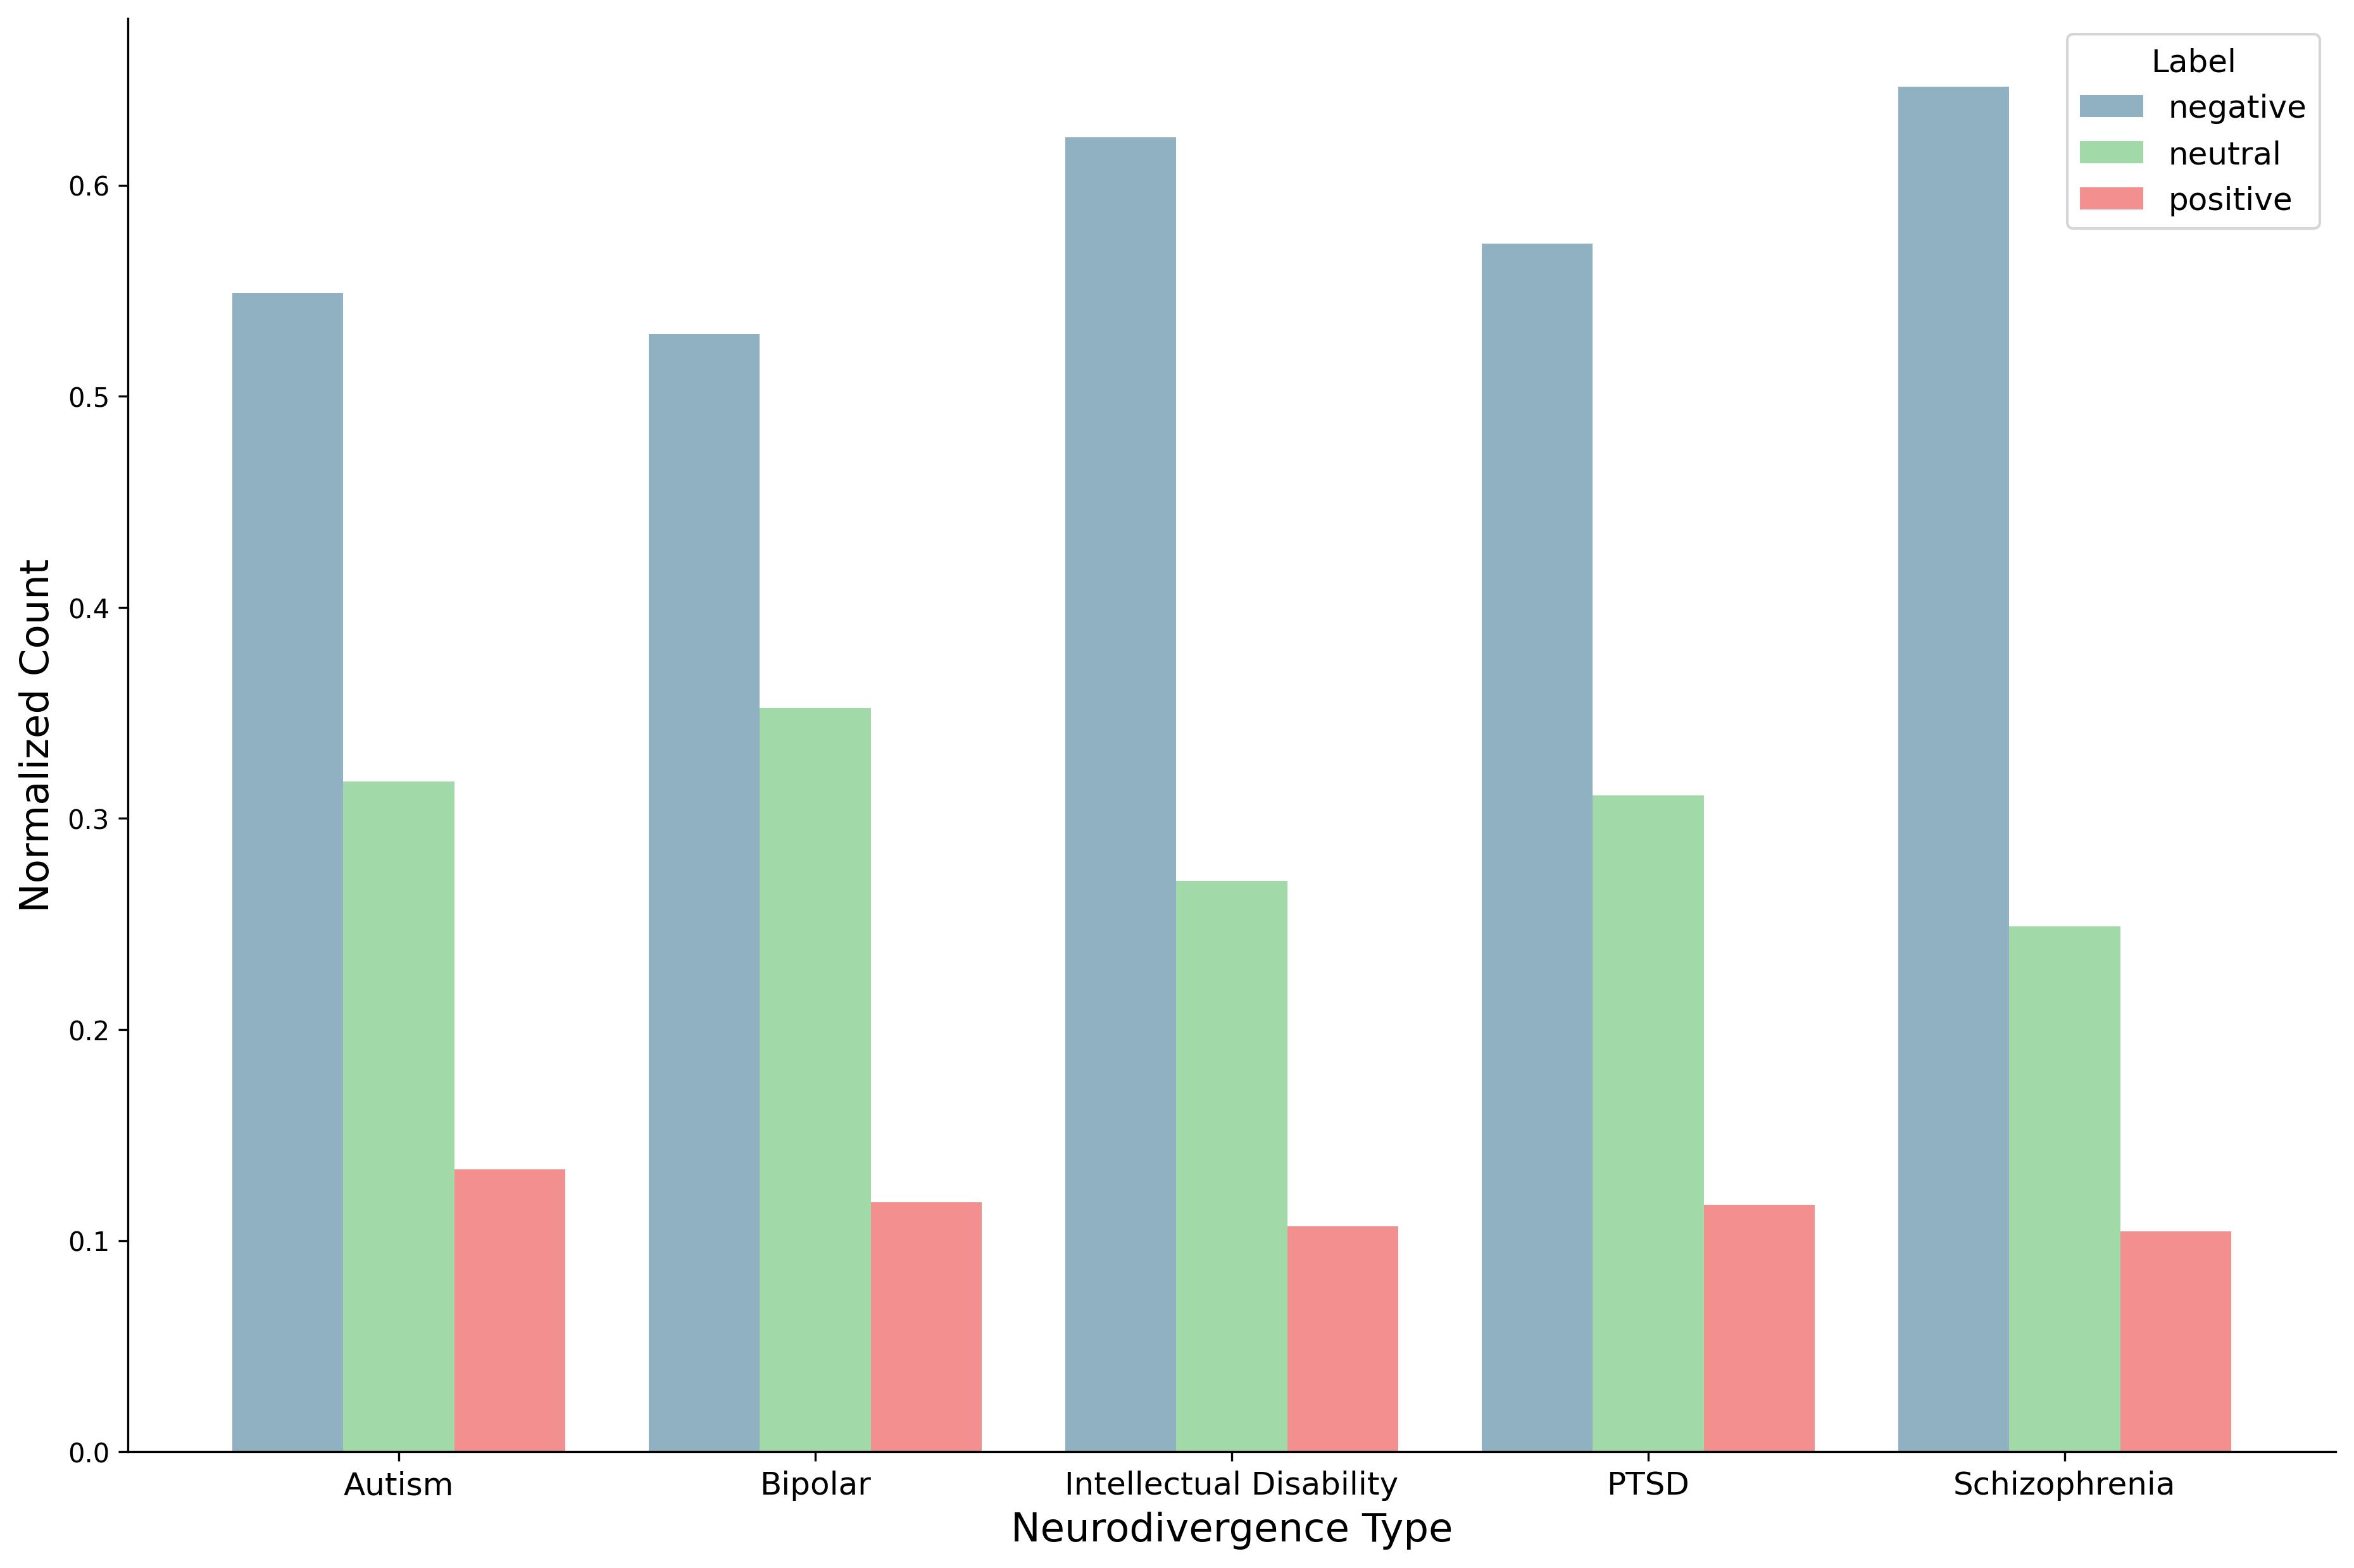 Label
negative
neutral
positive
Normalized Count
0.6
0.5
0.4
0.3
0.2
0.1
0.0
Autism
Bipolar
Intellectual Disability
PTSD
Schizophrenia
Neurodivergence Type